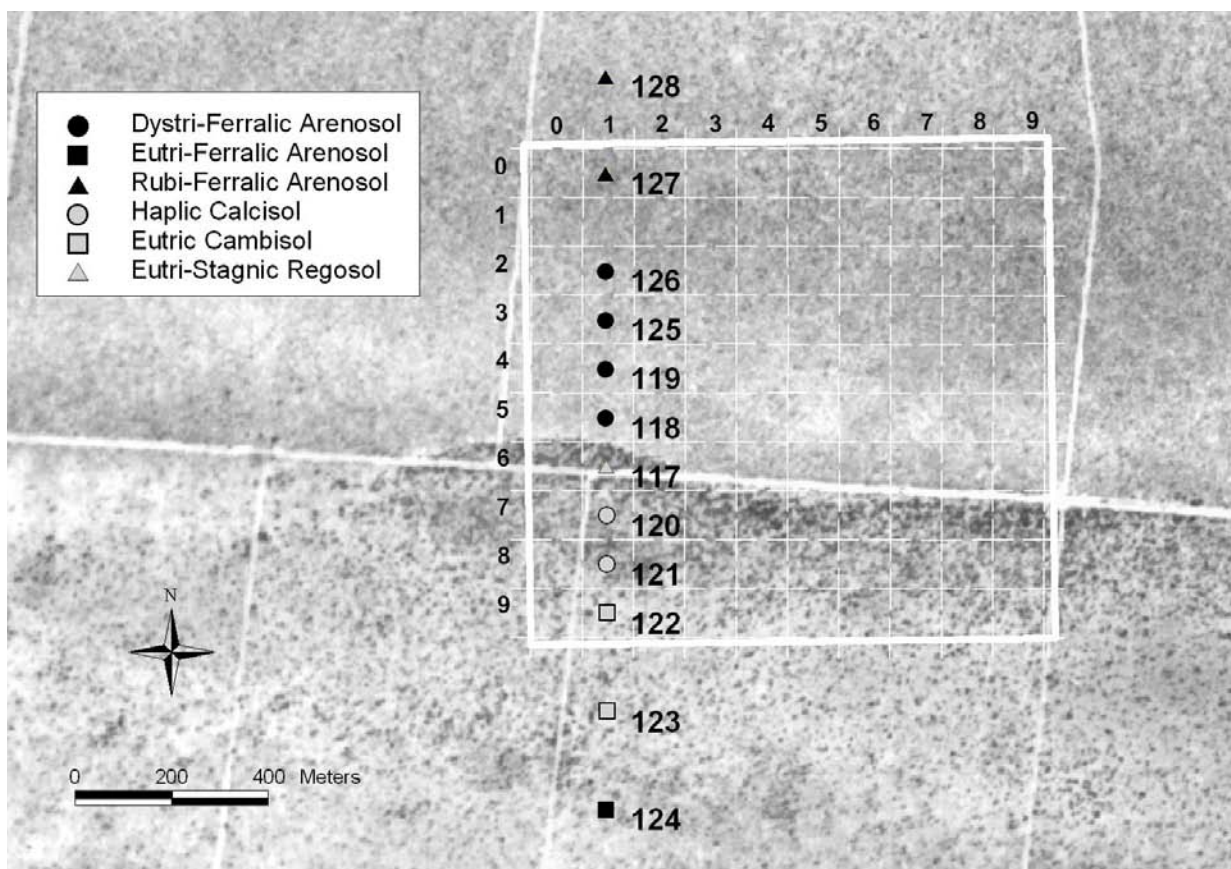 128
Dystri-Ferralic Arenosol
Eutri-Ferralic Arenosol
Rubi-Ferralic Arenosol
Haplic Calcisol
Eutric Cambisol
Eutri-Stagnic Regosol
0 1 2 3 4 5 6 7 8 9
0
127
1
2
126
3
125
4
119
5
118
6
117
7
120
8
121
9
122
N
123
0 200 400 Meters
124